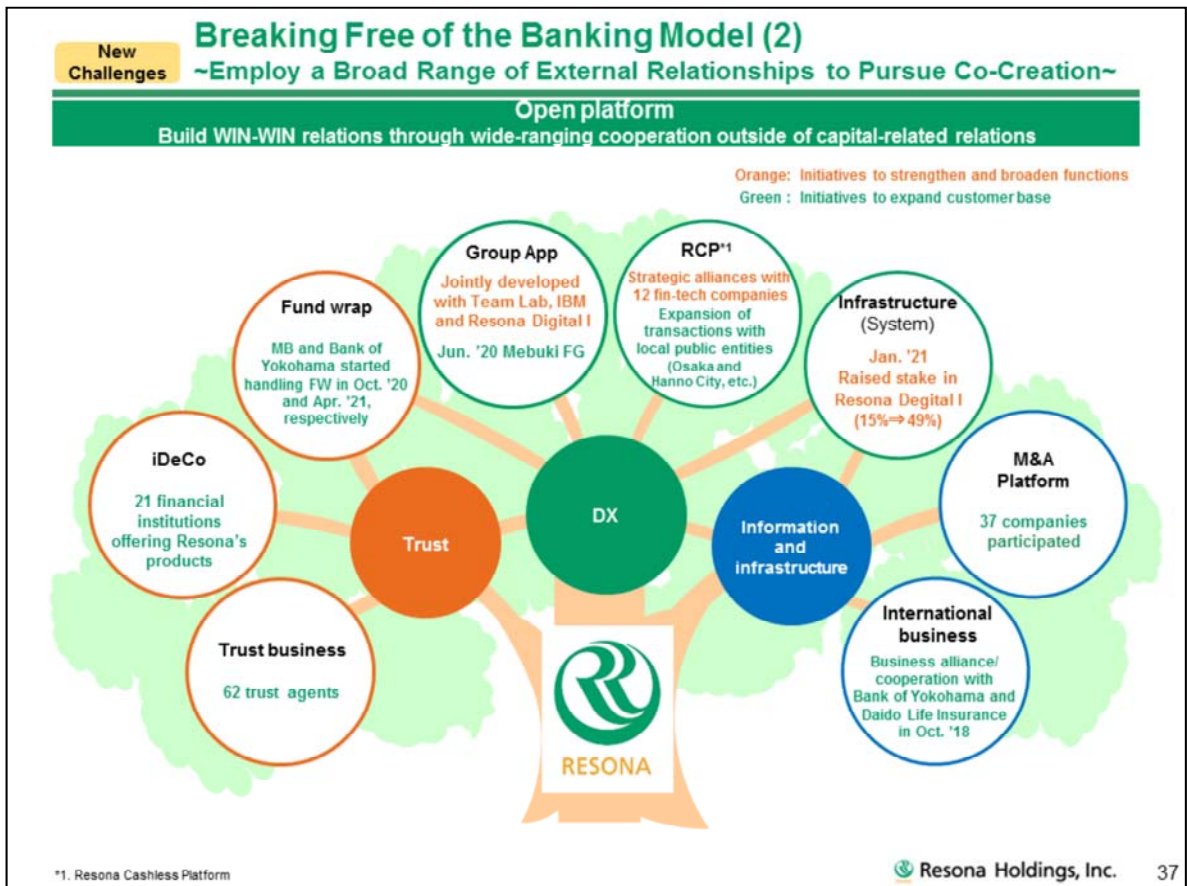 New
Challenges
Breaking Free of the Banking Model (2)
~Employ a Broad Range of External Relationships to Pursue Co-Creation~
Open platform
Build WIN-WIN relations through wide-ranging cooperation outside of capital-related relations
Orange: Initiatives to strengthen and broaden functions
Green : Initiatives to expand customer base
Group App
Jointly developed
with Team Lab, IBM
and Resona Digital I
Jun. '20 Mebuki FG
RCP*1
Strategic alliances with
12 fin-tech companies
Expansion of
transactions with
local public entities
(Osaka and
Hanno City, etc.)
Fund wrap
MB and Bank of
Yokohama started
handling FW in Oct. '20
and Apr. '21,
respectively
Infrastructure
(System)
Jan. '21
Raised stake in
Resona Degital I
(15%⇒49%)
iDeCo
21 financial
institutions
offering Resona's
products
M&A
Platform
37 companies
participated
Trust
DX
Information
and
infrastructure
Trust business
62 trust agents
International
business
Business alliance/
cooperation with
Bank of Yokohama and
Daido Life Insurance
in Oct. '18
RESONA
*1. Resona Cashless Platform
Resona Holdings, Inc.
37